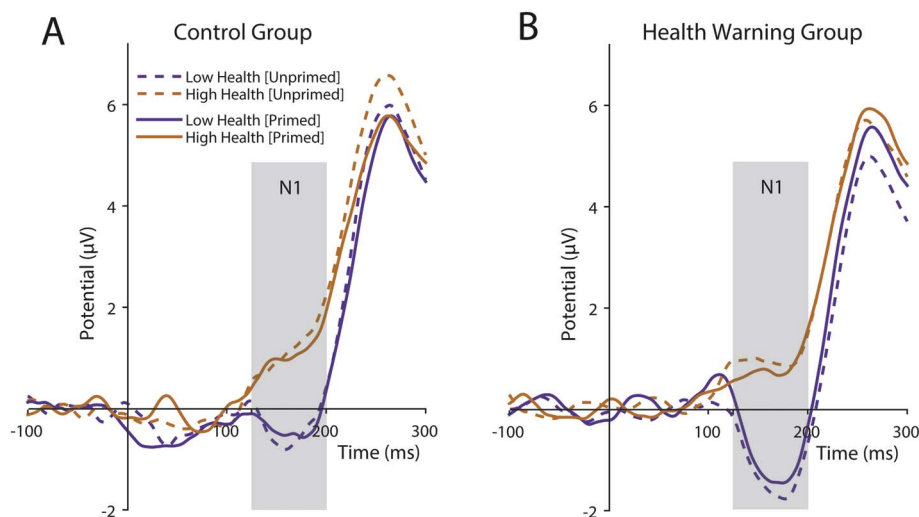 A
Control Group
Low Health [Unprimed]
High Health [Unprimed]
Low Health [Primed]
High Health [Primed]
N1
6
4
2
-2
Potential (µV)
-100
100
200
300
Time (ms)
B
Health Warning Group
N1
6
4
2
0
-2
Potential (µV)
-100
100
200
300
Time (ms)